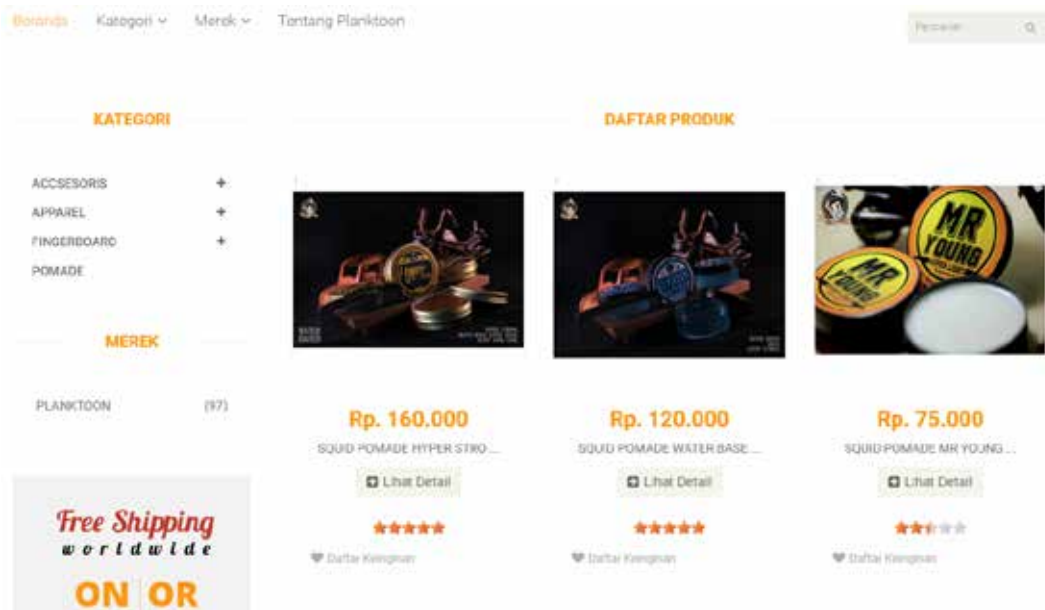 Beranda Kategori Merek Tentang Planktoon
Pencarian
KATEGORI
ACCSESORIS +
APPAREL +
FINGERBOARD +
POMADE
MEREK
PLANKTOON (97)
Free Shipping
worldwide
ON OR
DAFTAR PRODUK
MR
YOUNG
MR
YOUNG
Rp. 160.000
SQUID POMADE HYPER STRO ...
Lihat Detail
Daftar Keinginan
Rp. 120.000
SQUID POMADE WATER BASE ...
Lihat Detail
Daftar Keinginan
Rp. 75.000
SQUID POMADE MR YOUNG ...
Lihat Detail
Daftar Keinginan